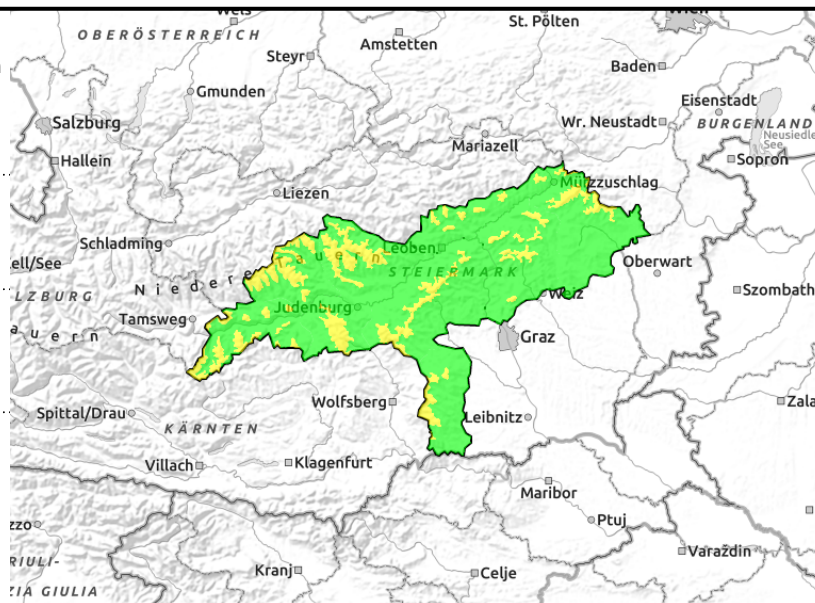 Wels
Wien
St. Pölten
OBERÖSTERREICH
Amstetten
Steyr
Baden
Gmunden
Eisenstadt
Salzburg
Wr. Neustadt
BURGENLAND
Neusiedle
See
Mariazell
Hallein
Sopron
Mürzzuschlag
Liezen
Schladming
Leoben
ell/See
Niedere Tauern
STEIERMARK
Oberwart
LZBURG
Szombath
Judenburg
Weiz
Tamsweg
auern
Graz
Wolfsberg
Zala
Spittal/Drau
Leibnitz
KÄRNTEN
Villach
Klagenfurt
Maribor
Ptuj
zzo
Varaždin
RIULI-
Kranj
Celje
ZIA GIULIA